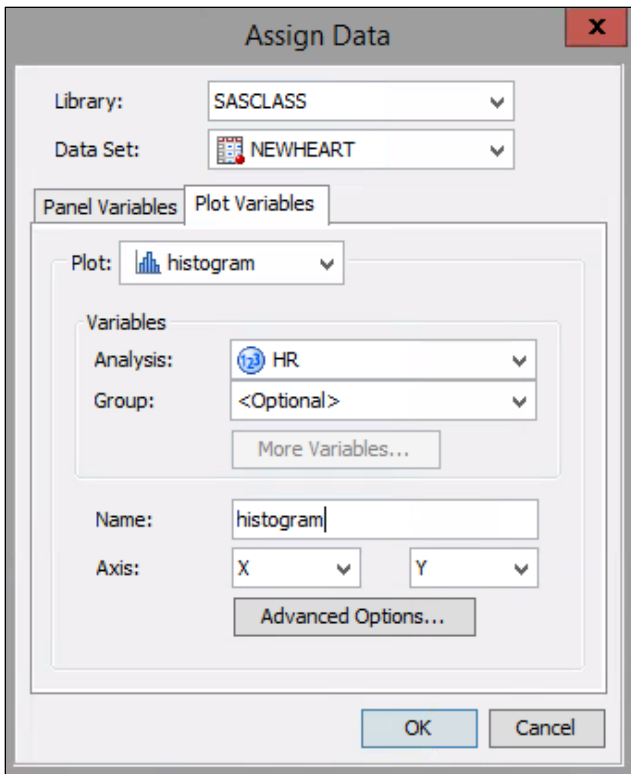 Assign Data
x
Library: SASCLASS
Data Set: NEWHEART
Panel Variables Plot Variables
Plot: histogram
Variables
Analysis: 123 HR
Group: <Optional>
More Variables...
Name: histogram
Axis: X Y
Advanced Options...
OK Cancel